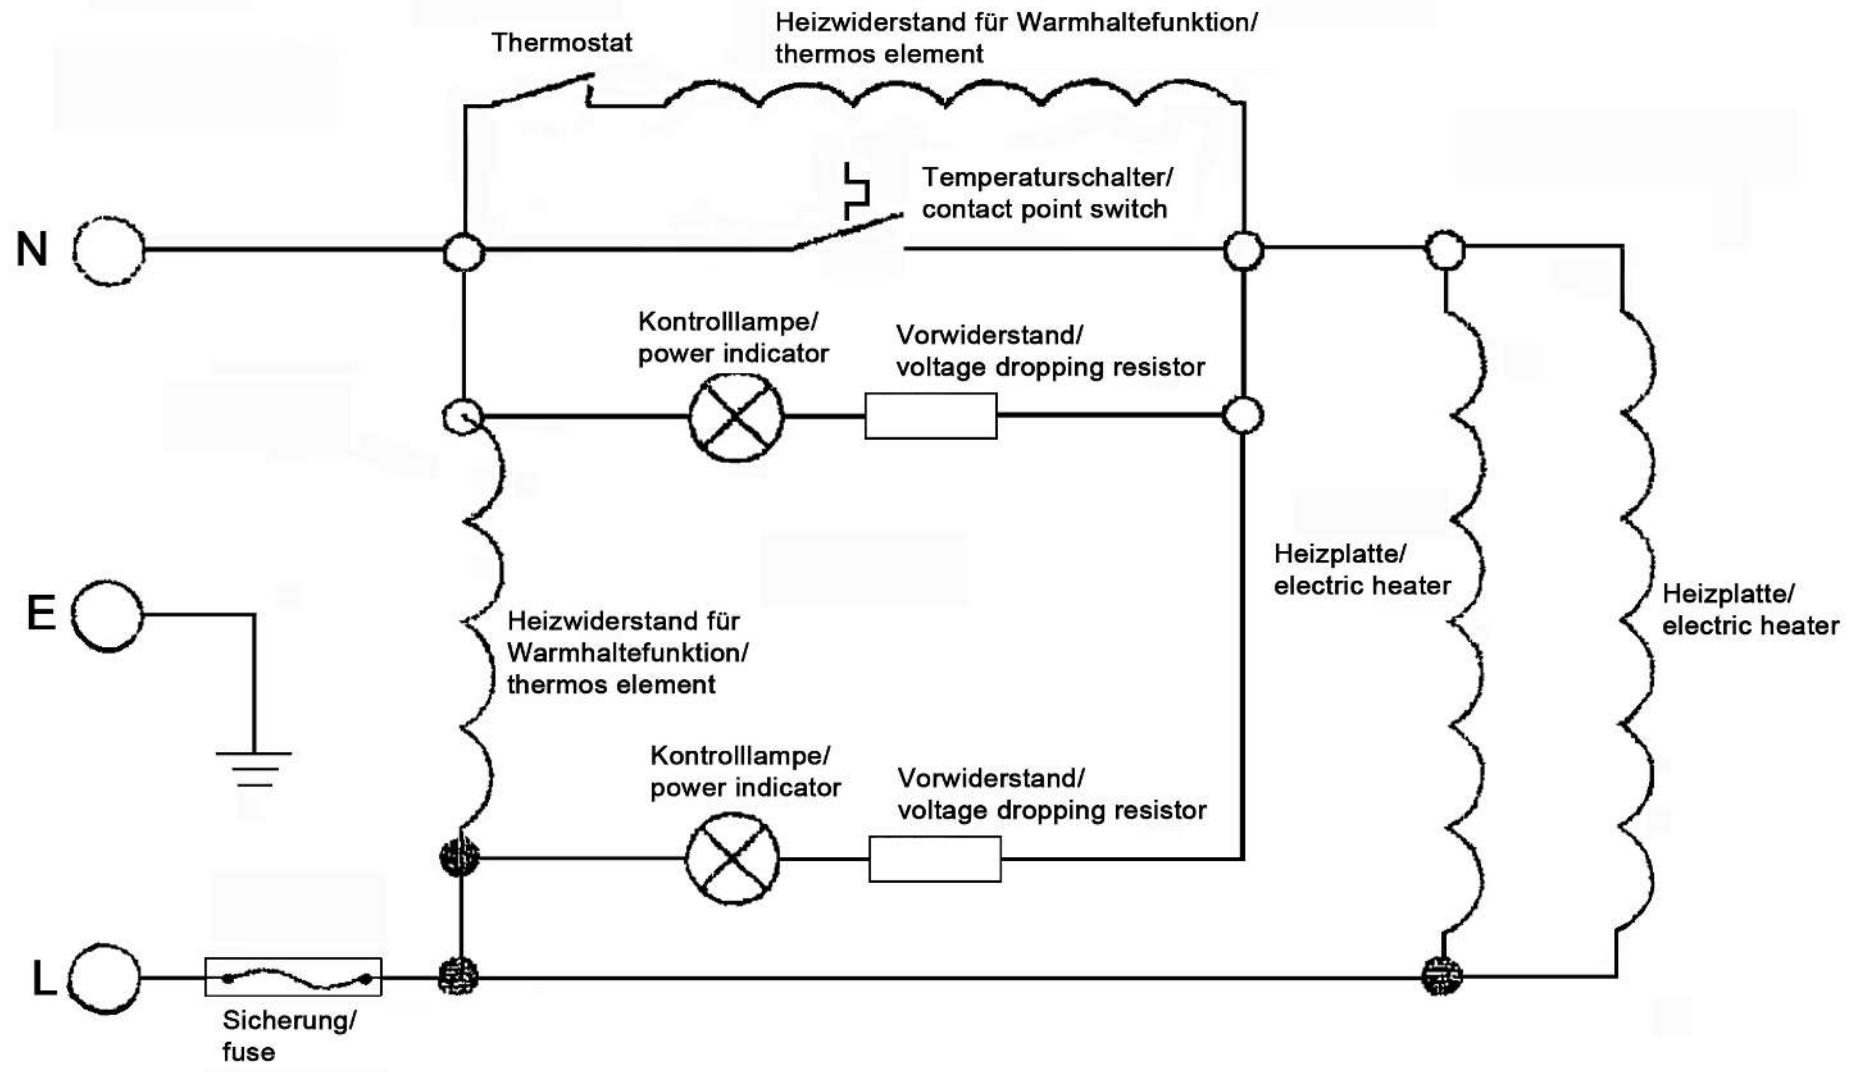 Thermostat
Heizwiderstand für Warmhaltefunktion/
thermos element
Temperaturschalter/
contact point switch
N
Kontrolllampe/
power indicator
Vorwiderstand/
voltage dropping resistor
Heizplatte/
electric heater
Heizplatte/
electric heater
E
Heizwiderstand für
Warmhaltefunktion/
thermos element
Kontrolllampe/
power indicator
Vorwiderstand/
voltage dropping resistor
L
Sicherung/
fuse